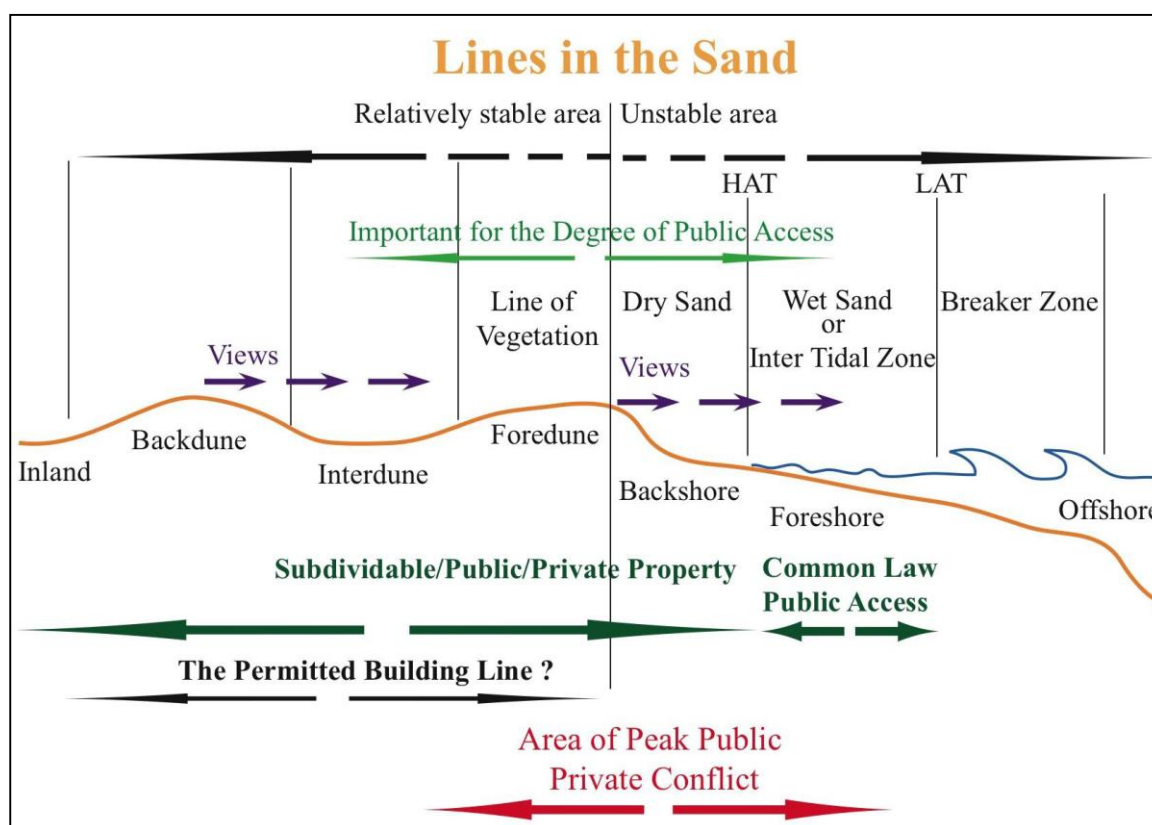 Lines in the Sand
Relatively stable area
Unstable area
HAT
LAT
Important for the Degree of Public Access
Line of
Vegetation
Dry Sand
Wet Sand
or
Inter Tidal Zone
Breaker Zone
Views
Views
Backdune
Foredune
Inland
Interdune
Backshore
Foreshore
Offshore
Subdividable/Public/Private Property
Common Law
Public Access
The Permitted Building Line ?
Area of Peak Public
Private Conflict